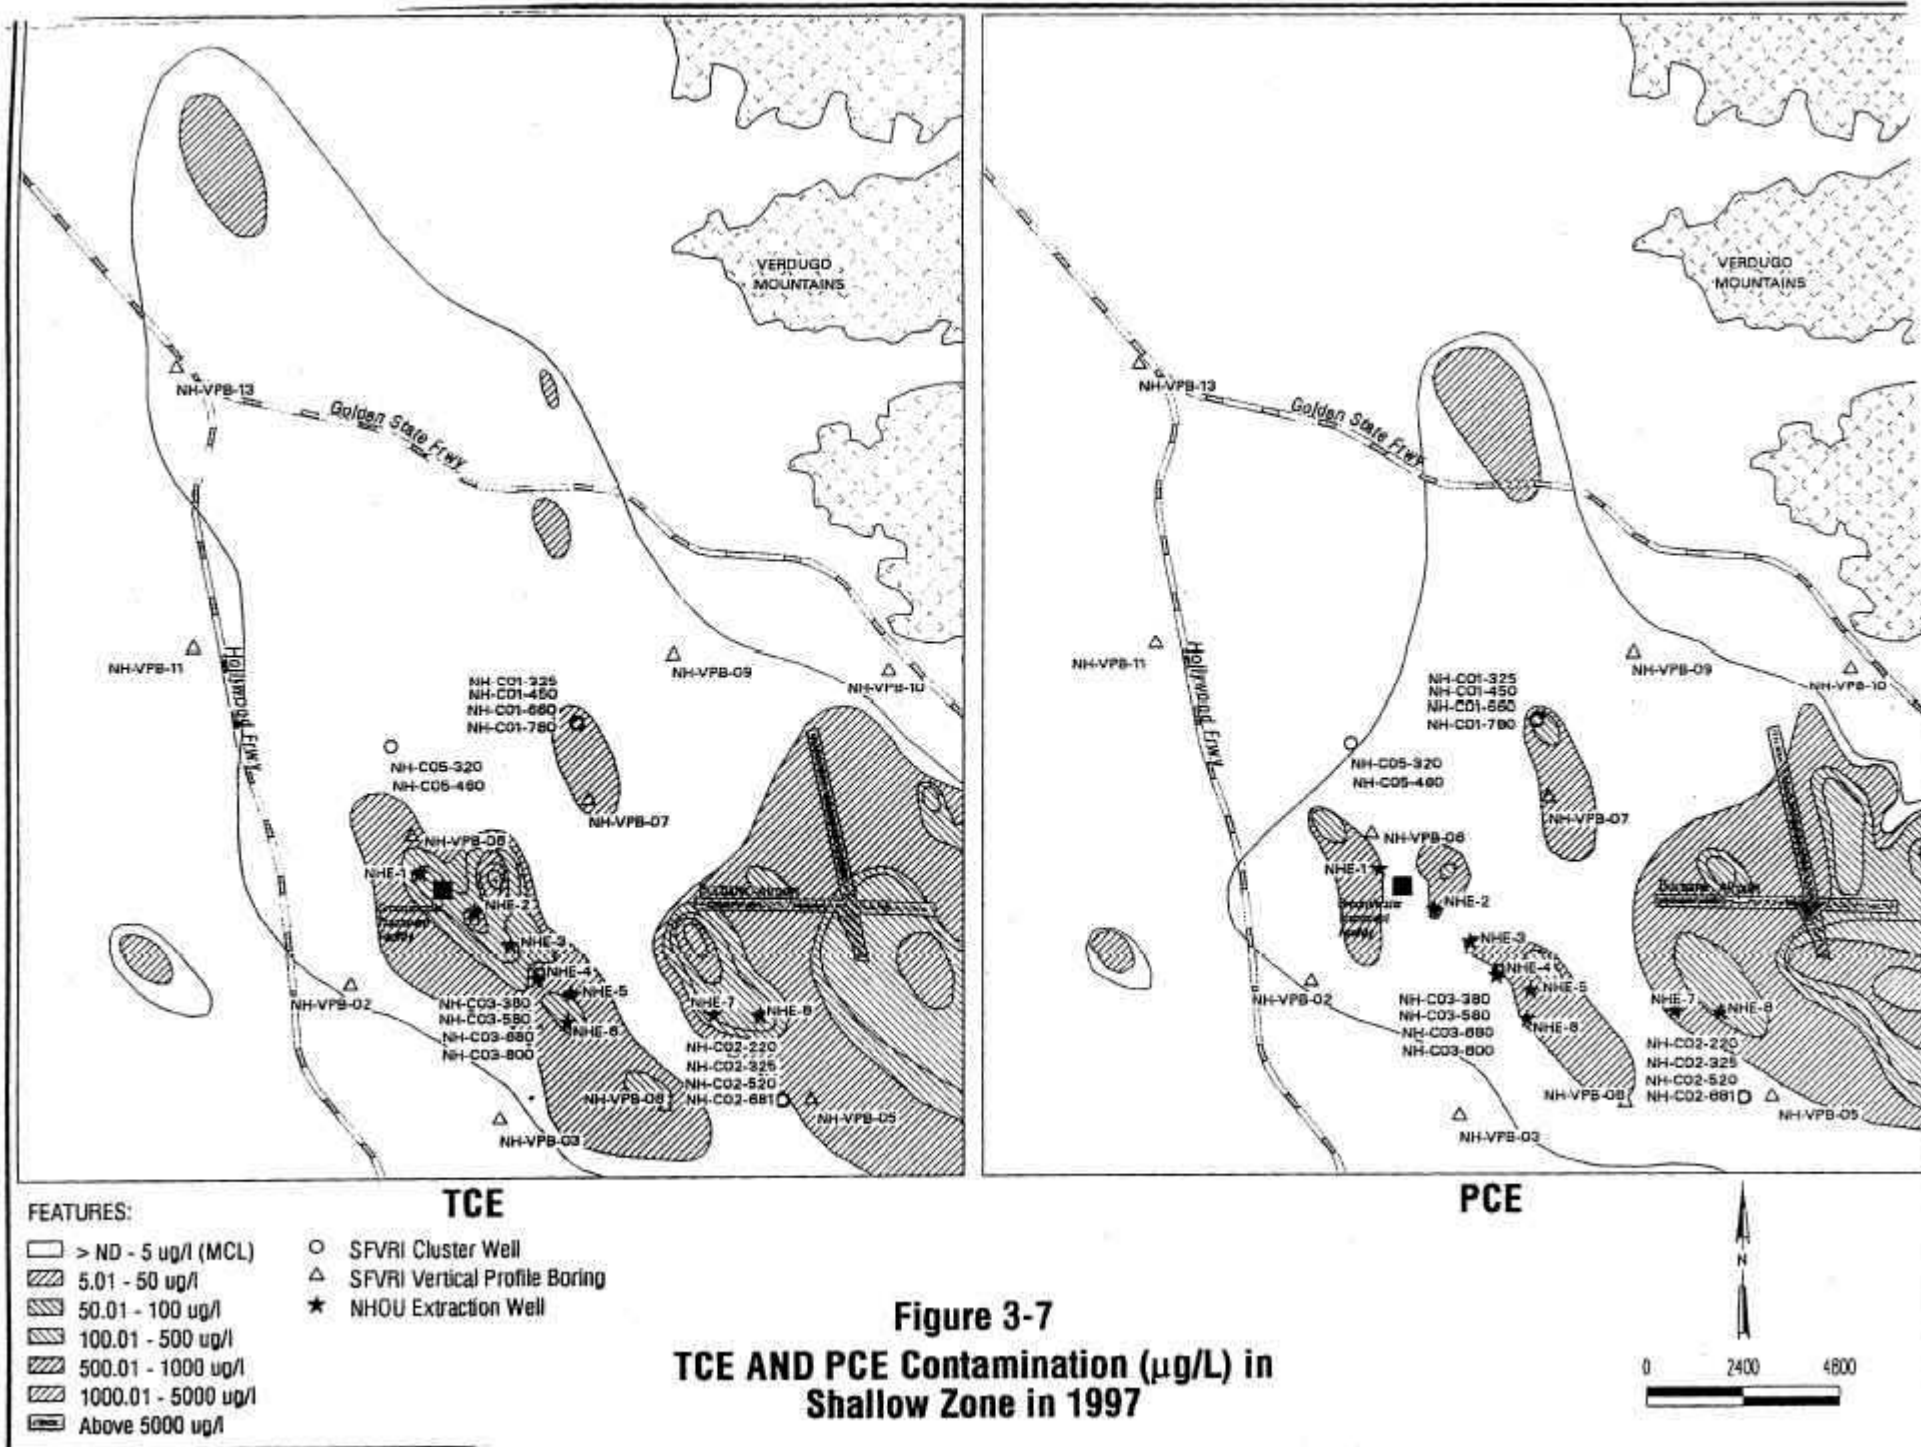 VERDUGO
MOUNTAINS
NH-VPB-13
Golden State Frwy
NH-VPB-11
Hollywood Frwy
NH-VPB-09
NH-VPB-10
NH-C01-325
NH-C01-450
NH-C01-660
NH-C01-780
NH-C05-320
NH-C05-460
NH-VPB-07
NH-VPB-06
NHE-1
NHE-2
NHE-3
NHE-4
NHE-5
NHE-6
NHE-7
NHE-8
NH-VPB-02
NH-C03-380
NH-C03-580
NH-C03-680
NH-C03-800
NH-C02-220
NH-C02-325
NH-C02-520
NH-C02-681
NH-VPB-08
NH-VPB-05
NH-VPB-03
TCE
VERDUGO
MOUNTAINS
NH-VPB-13
Golden State Frwy
NH-VPB-11
Hollywood Frwy
NH-VPB-09
NH-VPB-10
NH-C01-325
NH-C01-450
NH-C01-660
NH-C01-780
NH-C05-320
NH-C05-460
NH-VPB-07
NH-VPB-06
NHE-1
NHE-2
NHE-3
NHE-4
NHE-5
NHE-6
NHE-7
NHE-8
Burbank Airport
NH-VPB-02
NH-C03-380
NH-C03-580
NH-C03-680
NH-C03-800
NH-C02-220
NH-C02-325
NH-C02-520
NH-C02-681
NH-VPB-08
NH-VPB-05
NH-VPB-03
PCE
FEATURES:
> ND - 5 ug/l (MCL)
5.01 - 50 ug/l
50.01 - 100 ug/l
100.01 - 500 ug/l
500.01 - 1000 ug/l
1000.01 - 5000 ug/l
Above 5000 ug/l
SFVRI Cluster Well
SFVRI Vertical Profile Boring
NHOU Extraction Well
Figure 3-7
TCE AND PCE Contamination (µg/L) in
Shallow Zone in 1997
N
0 2400 4800